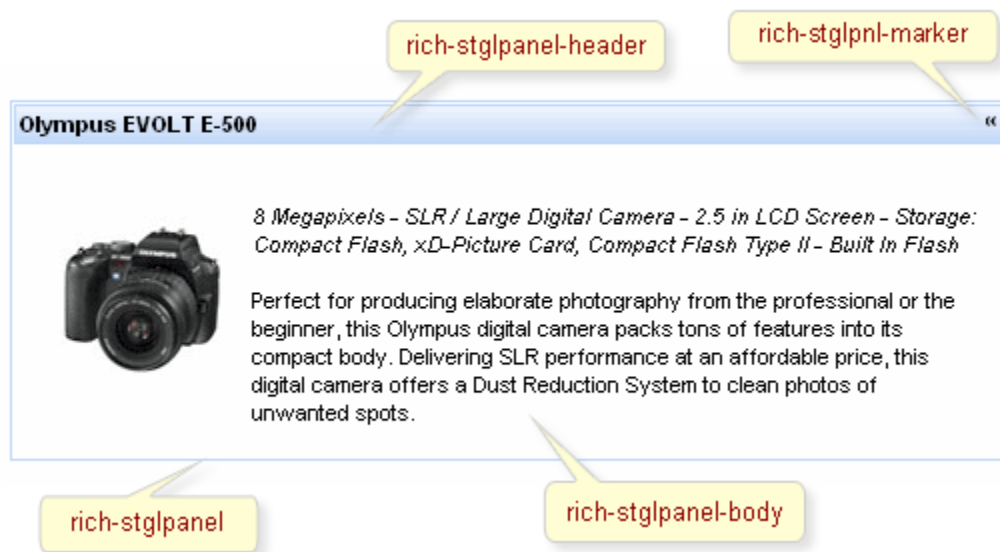 rich-stglpanel-header
rich-stglpnl-marker
Olympus EVOLT E-500 «
8 Megapixels - SLR / Large Digital Camera - 2.5 in LCD Screen - Storage:
Compact Flash, xD-Picture Card, Compact Flash Type II - Built In Flash
Perfect for producing elaborate photography from the professional or the
beginner, this Olympus digital camera packs tons of features into its
compact body. Delivering SLR performance at an affordable price, this
digital camera offers a Dust Reduction System to clean photos of
unwanted spots.
rich-stglpanel
rich-stglpanel-body